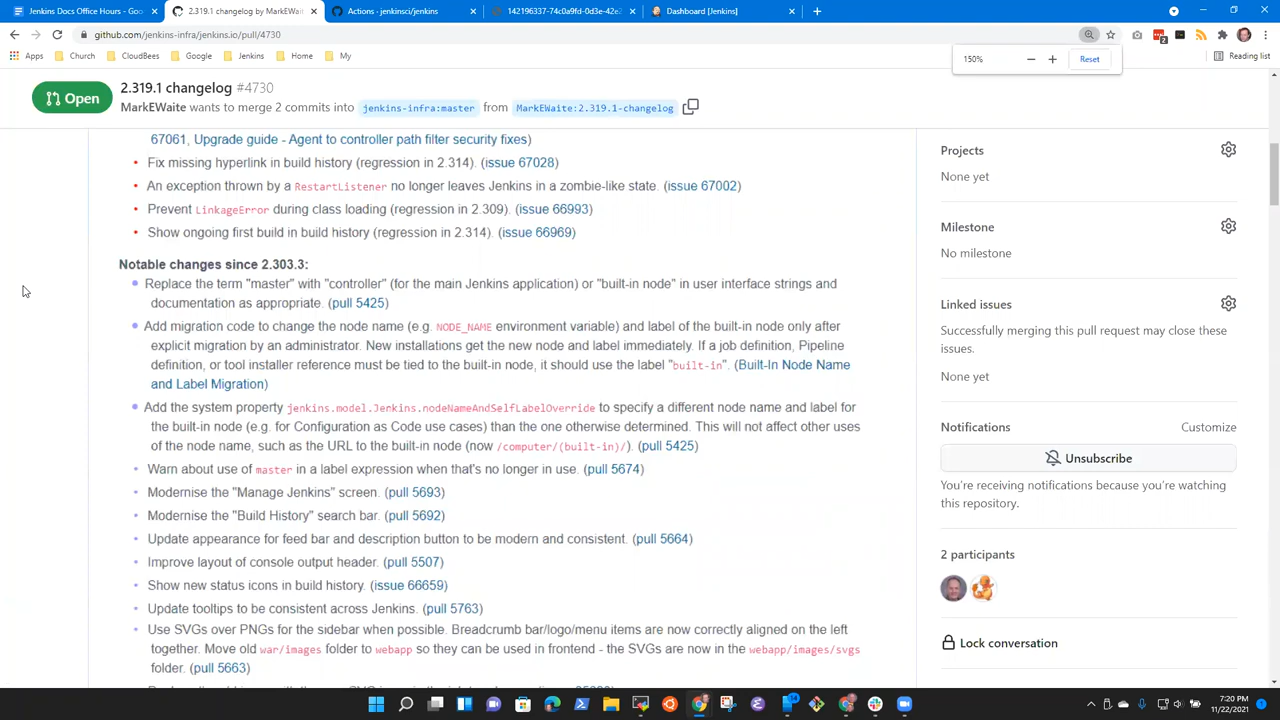 Jenkins Docs Office Hours - Goo
2.319.1 changelog by MarkEWaite
Actions · jenkinsci/jenkins
142196337-74c0a9fd-0d3e-42e2
Dashboard [Jenkins]
github.com/jenkins-infra/jenkins.io/pull/4730
Apps
Church
CloudBees
Google
Jenkins
Home
My
Reading list
150%
Reset
Open
2.319.1 changelog #4730
MarkEWaite wants to merge 2 commits into jenkins-infra:master from MarkEWaite:2.319.1-changelog
67061, Upgrade guide - Agent to controller path filter security fixes)
• Fix missing hyperlink in build history (regression in 2.314). (issue 67028)
• An exception thrown by a RestartListener no longer leaves Jenkins in a zombie-like state. (issue 67002)
• Prevent LinkageError during class loading (regression in 2.309). (issue 66993)
• Show ongoing first build in build history (regression in 2.314). (issue 66969)
Notable changes since 2.303.3:
• Replace the term "master" with "controller" (for the main Jenkins application) or "built-in node" in user interface strings and
documentation as appropriate. (pull 5425)
• Add migration code to change the node name (e.g. NODE_NAME environment variable) and label of the built-in node only after
explicit migration by an administrator. New installations get the new node and label immediately. If a job definition, Pipeline
definition, or tool installer reference must be tied to the built-in node, it should use the label "built-in". (Built-In Node Name
and Label Migration)
• Add the system property jenkins.model.Jenkins.nodeNameAndSelfLabelOverride to specify a different node name and label for
the built-in node (e.g. for Configuration as Code use cases) than the one otherwise determined. This will not affect other uses
of the node name, such as the URL to the built-in node (now /computer/(built-in)/). (pull 5425)
• Warn about use of master in a label expression when that's no longer in use. (pull 5674)
• Modernise the "Manage Jenkins" screen. (pull 5693)
• Modernise the "Build History" search bar. (pull 5692)
• Update appearance for feed bar and description button to be modern and consistent. (pull 5664)
• Improve layout of console output header. (pull 5507)
• Show new status icons in build history. (issue 66659)
• Update tooltips to be consistent across Jenkins. (pull 5763)
• Use SVGs over PNGs for the sidebar when possible. Breadcrumb bar/logo/menu items are now correctly aligned on the left
together. Move old war/images folder to webapp so they can be used in frontend - the SVGs are now in the webapp/images/svgs
folder. (pull 5663)
Projects
None yet
Milestone
No milestone
Linked issues
Successfully merging this pull request may close these
issues.
None yet
Notifications
Customize
Unsubscribe
You're receiving notifications because you're watching
this repository.
2 participants
Lock conversation
7:20 PM
11/22/2021